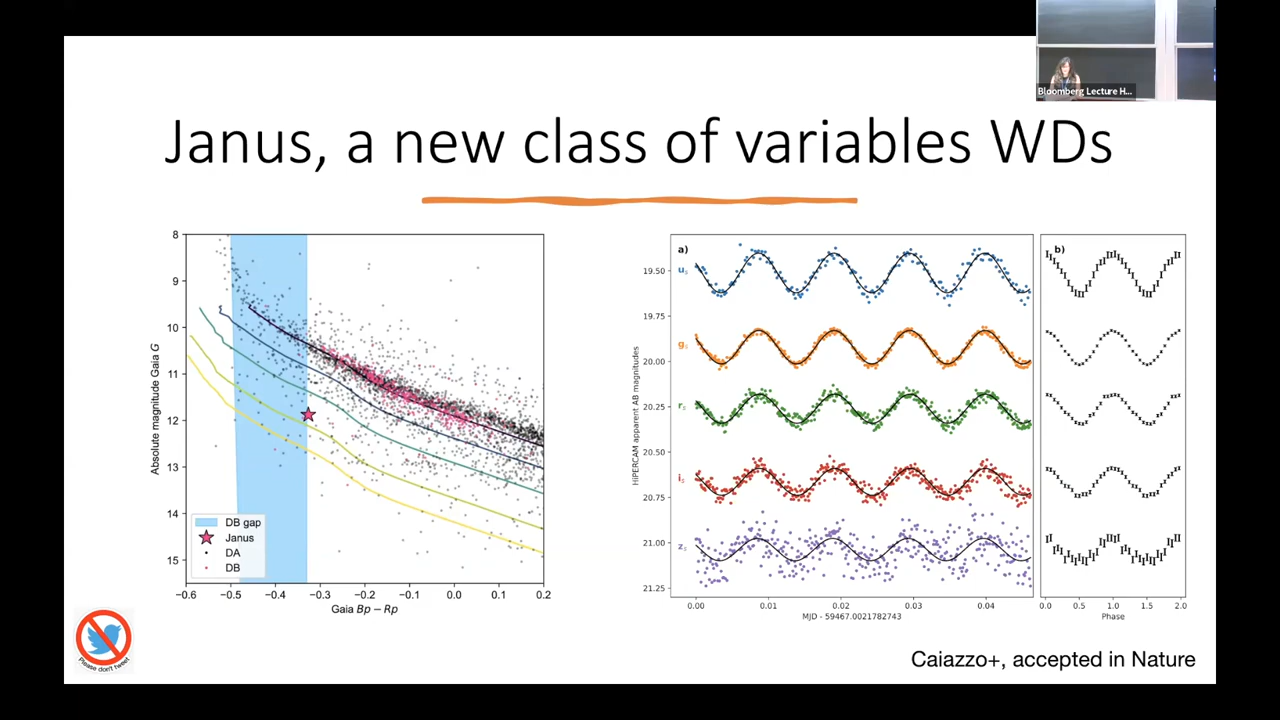 Bloomberg Lecture H...
Janus, a new class of variables WDs
8
9
10
11
12
13
14
15
Absolute magnitude Gaia G
DB gap
Janus
DA
DB
−0.6 −0.5 −0.4 −0.3 −0.2 −0.1 0.0 0.1 0.2
Gaia Bp − Rp
a)
b)
us
gs
rs
is
zs
19.50
19.75
20.00
20.25
20.50
20.75
21.00
21.25
HiPERCAM apparent AB magnitudes
0.00 0.01 0.02 0.03 0.04
MJD - 59467.0021782743
0.0 0.5 1.0 1.5 2.0
Phase
Please don't tweet
Caiazzo+, accepted in Nature